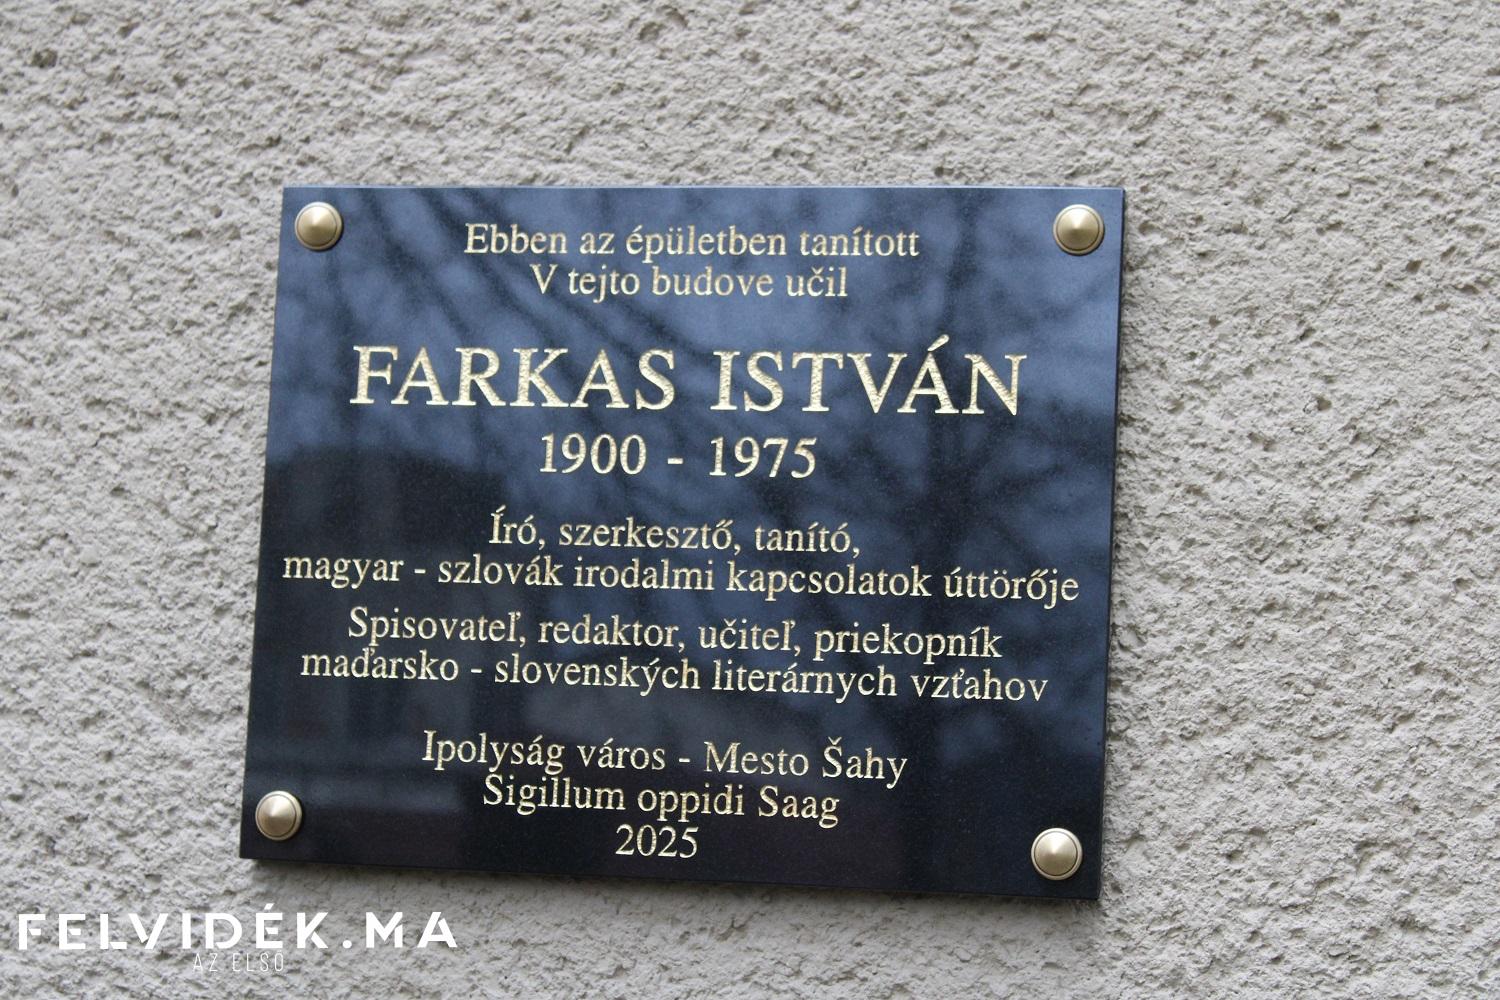 Ebben az épületben tanított
V tejto budove učil
FARKAS ISTVÁN
1900 - 1975
Író, szerkesztő, tanító,
magyar - szlovák irodalmi kapcsolatok úttörője
Spisovateľ, redaktor, učiteľ, priekopník
maďarsko - slovenských literárnych vzťahov
Ipolyság város - Mesto Šahy
Sigillum oppidi Saag
2025
FELVIDÉK.MA
AZ ELSŐ